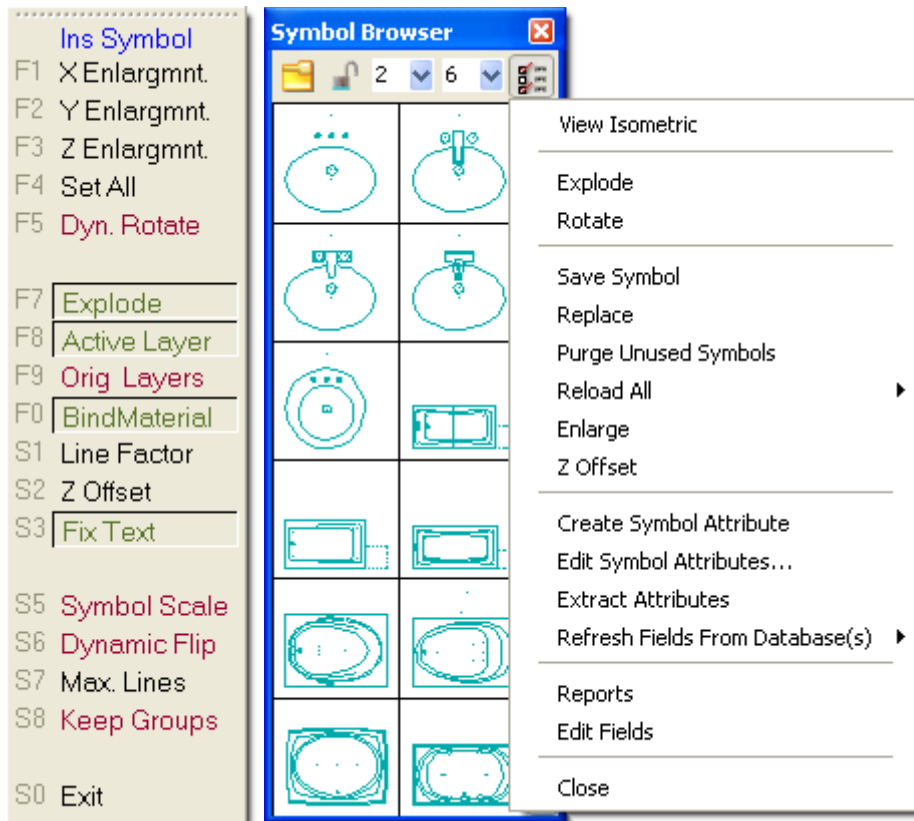 Ins Symbol
F1 X Enlargmnt.
F2 Y Enlargmnt.
F3 Z Enlargmnt.
F4 Set All
F5 Dyn. Rotate
F7 Explode
F8 Active Layer
F9 Orig Layers
F0 BindMaterial
S1 Line Factor
S2 Z Offset
S3 Fix Text
S5 Symbol Scale
S6 Dynamic Flip
S7 Max. Lines
S8 Keep Groups
S0 Exit
Symbol Browser
2 6
View Isometric
Explode
Rotate
Save Symbol
Replace
Purge Unused Symbols
Reload All
Enlarge
Z Offset
Create Symbol Attribute
Edit Symbol Attributes...
Extract Attributes
Refresh Fields From Database(s)
Reports
Edit Fields
Close